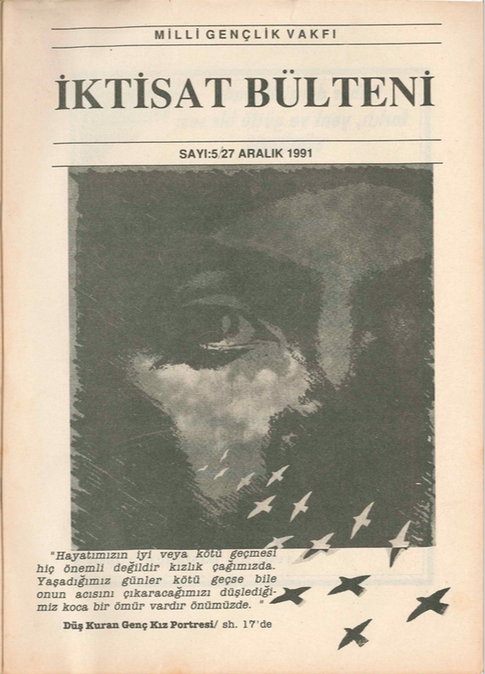 MİLLİ GENÇLİK VAKFI
İKTİSAT BÜLTENİ
SAYI:5/27 ARALIK 1991
"Hayatımızın iyi veya kötü geçmesi
hiç önemli değildir kızlık çağımızda.
Yaşadığımız günler kötü geçse bile
onun acısını çıkaracağımızı düşlediği-
miz koca bir ömür vardır önümüzde. "
Düş Kuran Genç Kız Portresi/ sh. 17'de